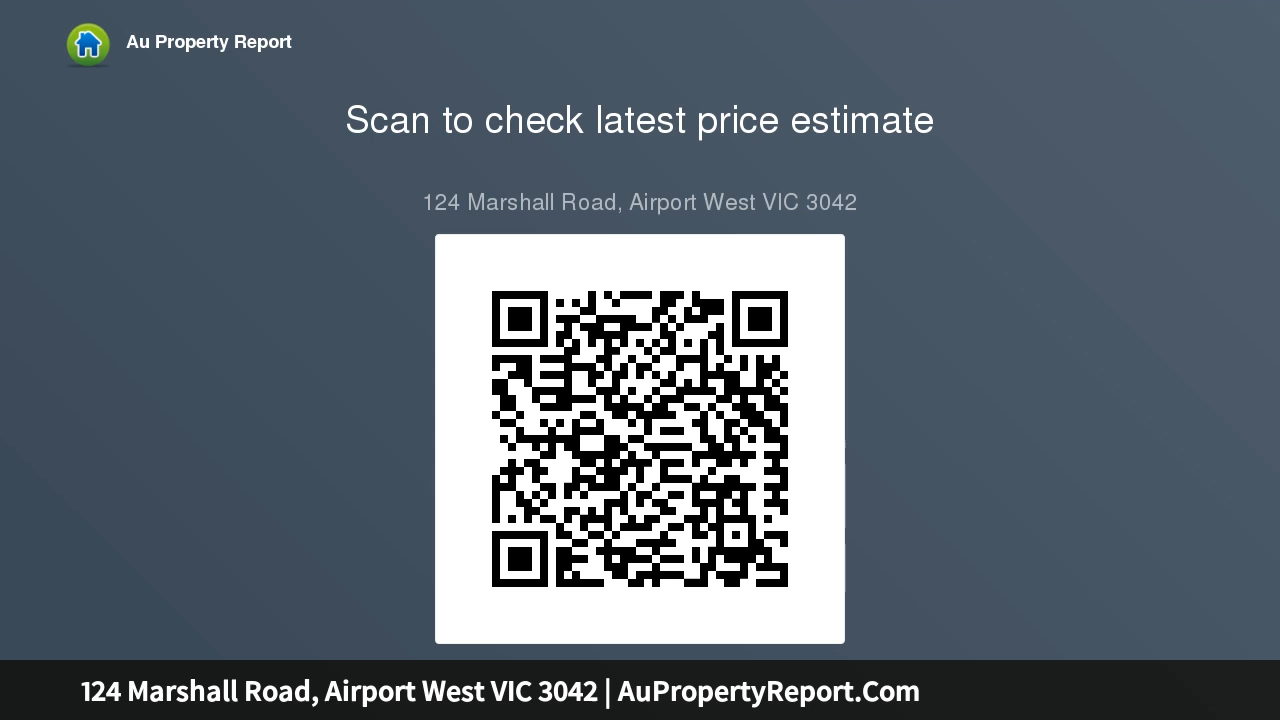 Au Property Report
Scan to check latest price estimate
124 Marshall Road, Airport West VIC 3042
124 Marshall Road, Airport West VIC 3042 | AuPropertyReport.Com